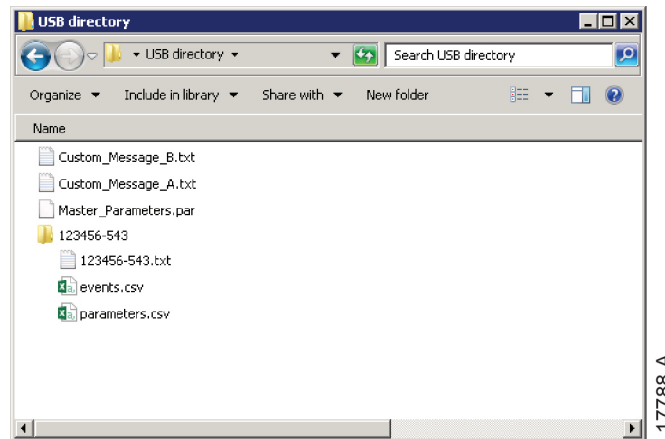 USB directory
USB directory Search USB directory
Organize Include in library Share with New folder
Name
Custom_Message_B.txt
Custom_Message_A.txt
Master_Parameters.par
123456-543
123456-543.txt
events.csv
parameters.csv
17788 A